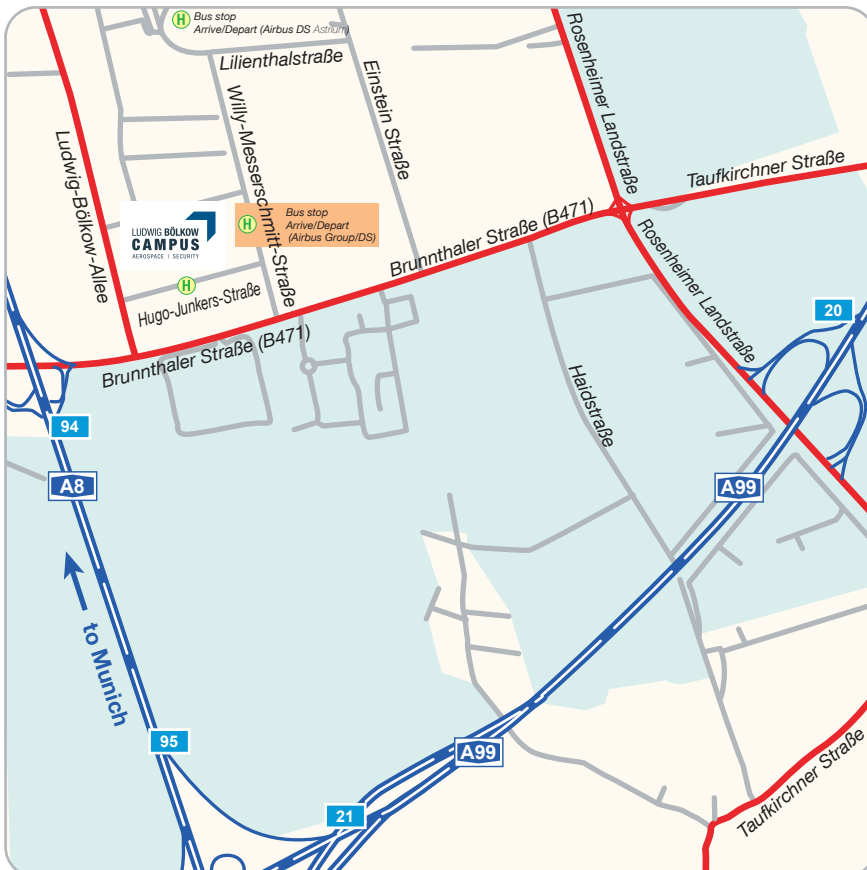 H
Bus stop
Arrive/Depart (Airbus DS Astrium)
Lilienthalstraße
Einstein Straße
Rosenheimer Landstraße
Willy-Messerschmitt-Straße
Ludwig-Bölkow-Allee
Taufkirchner Straße
LUDWIG BÖLKOW
CAMPUS
AEROSPACE | SECURITY
H
Bus stop
Arrive/Depart
(Airbus Group/DS)
Brunnthaler Straße (B471)
Rosenheimer Landstraße
H
Hugo-Junkers-Straße
20
Brunnthaler Straße (B471)
Haidstraße
94
A8
A99
to Munich
95
A99
21
Taufkirchner Straße